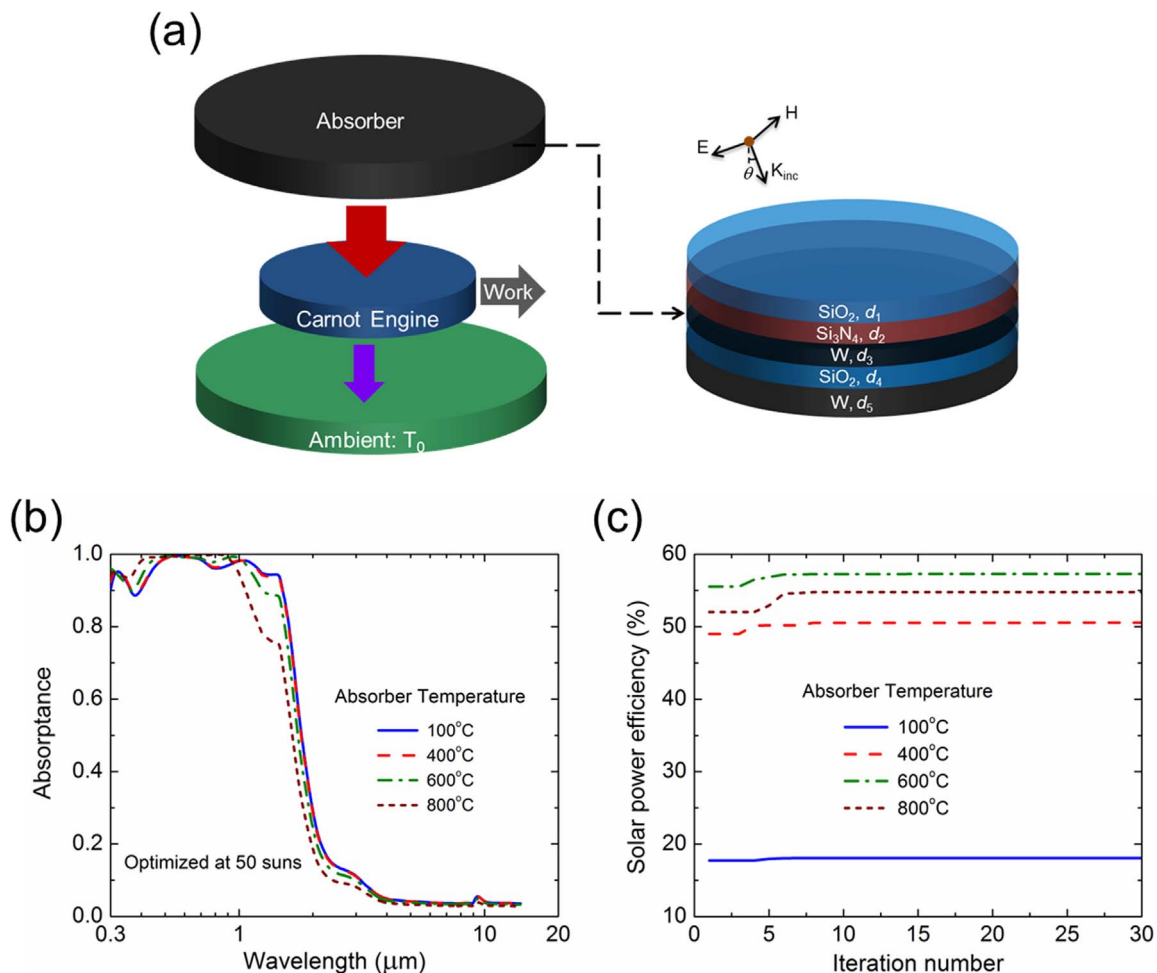 (a)
Absorber
Carnot Engine
Work
Ambient: T₀
H
E
θ
K_inc
SiO₂, d₁
Si₃N₄, d₂
W, d₃
SiO₂, d₄
W, d₅
(b)
Absorptance
1.0
0.8
0.6
0.4
0.2
0.0
Absorber Temperature
100°C
400°C
600°C
800°C
Optimized at 50 suns
0.3
1
10
20
Wavelength (μm)
(c)
Solar power efficiency (%)
60
50
40
30
20
10
Absorber Temperature
100°C
400°C
600°C
800°C
0
5
10
15
20
25
30
Iteration number